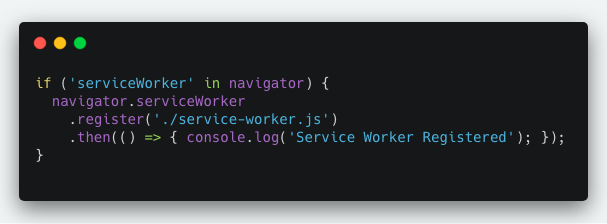 if ('serviceWorker' in navigator) {
  navigator.serviceWorker
    .register('./service-worker.js')
    .then(() => { console.log('Service Worker Registered'); });
}